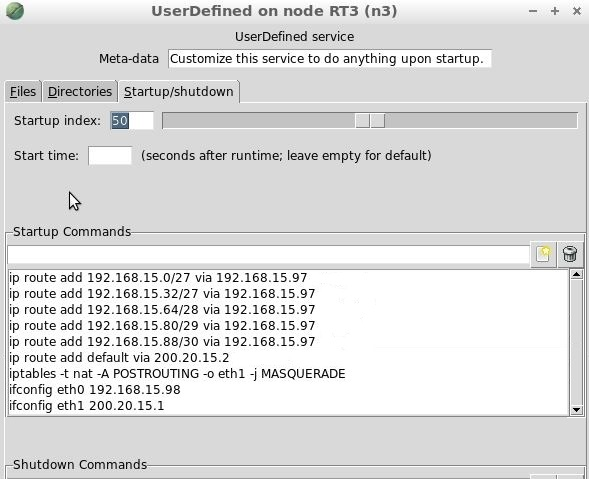 UserDefined on node RT3 (n3)
UserDefined service
Meta-data Customize this service to do anything upon startup.
Files Directories Startup/shutdown
Startup index: 50
Start time: (seconds after runtime; leave empty for default)
Startup Commands
ip route add 192.168.15.0/27 via 192.168.15.97
ip route add 192.168.15.32/27 via 192.168.15.97
ip route add 192.168.15.64/28 via 192.168.15.97
ip route add 192.168.15.80/29 via 192.168.15.97
ip route add 192.168.15.88/30 via 192.168.15.97
ip route add default via 200.20.15.2
iptables -t nat -A POSTROUTING -o eth1 -j MASQUERADE
ifconfig eth0 192.168.15.98
ifconfig eth1 200.20.15.1
Shutdown Commands